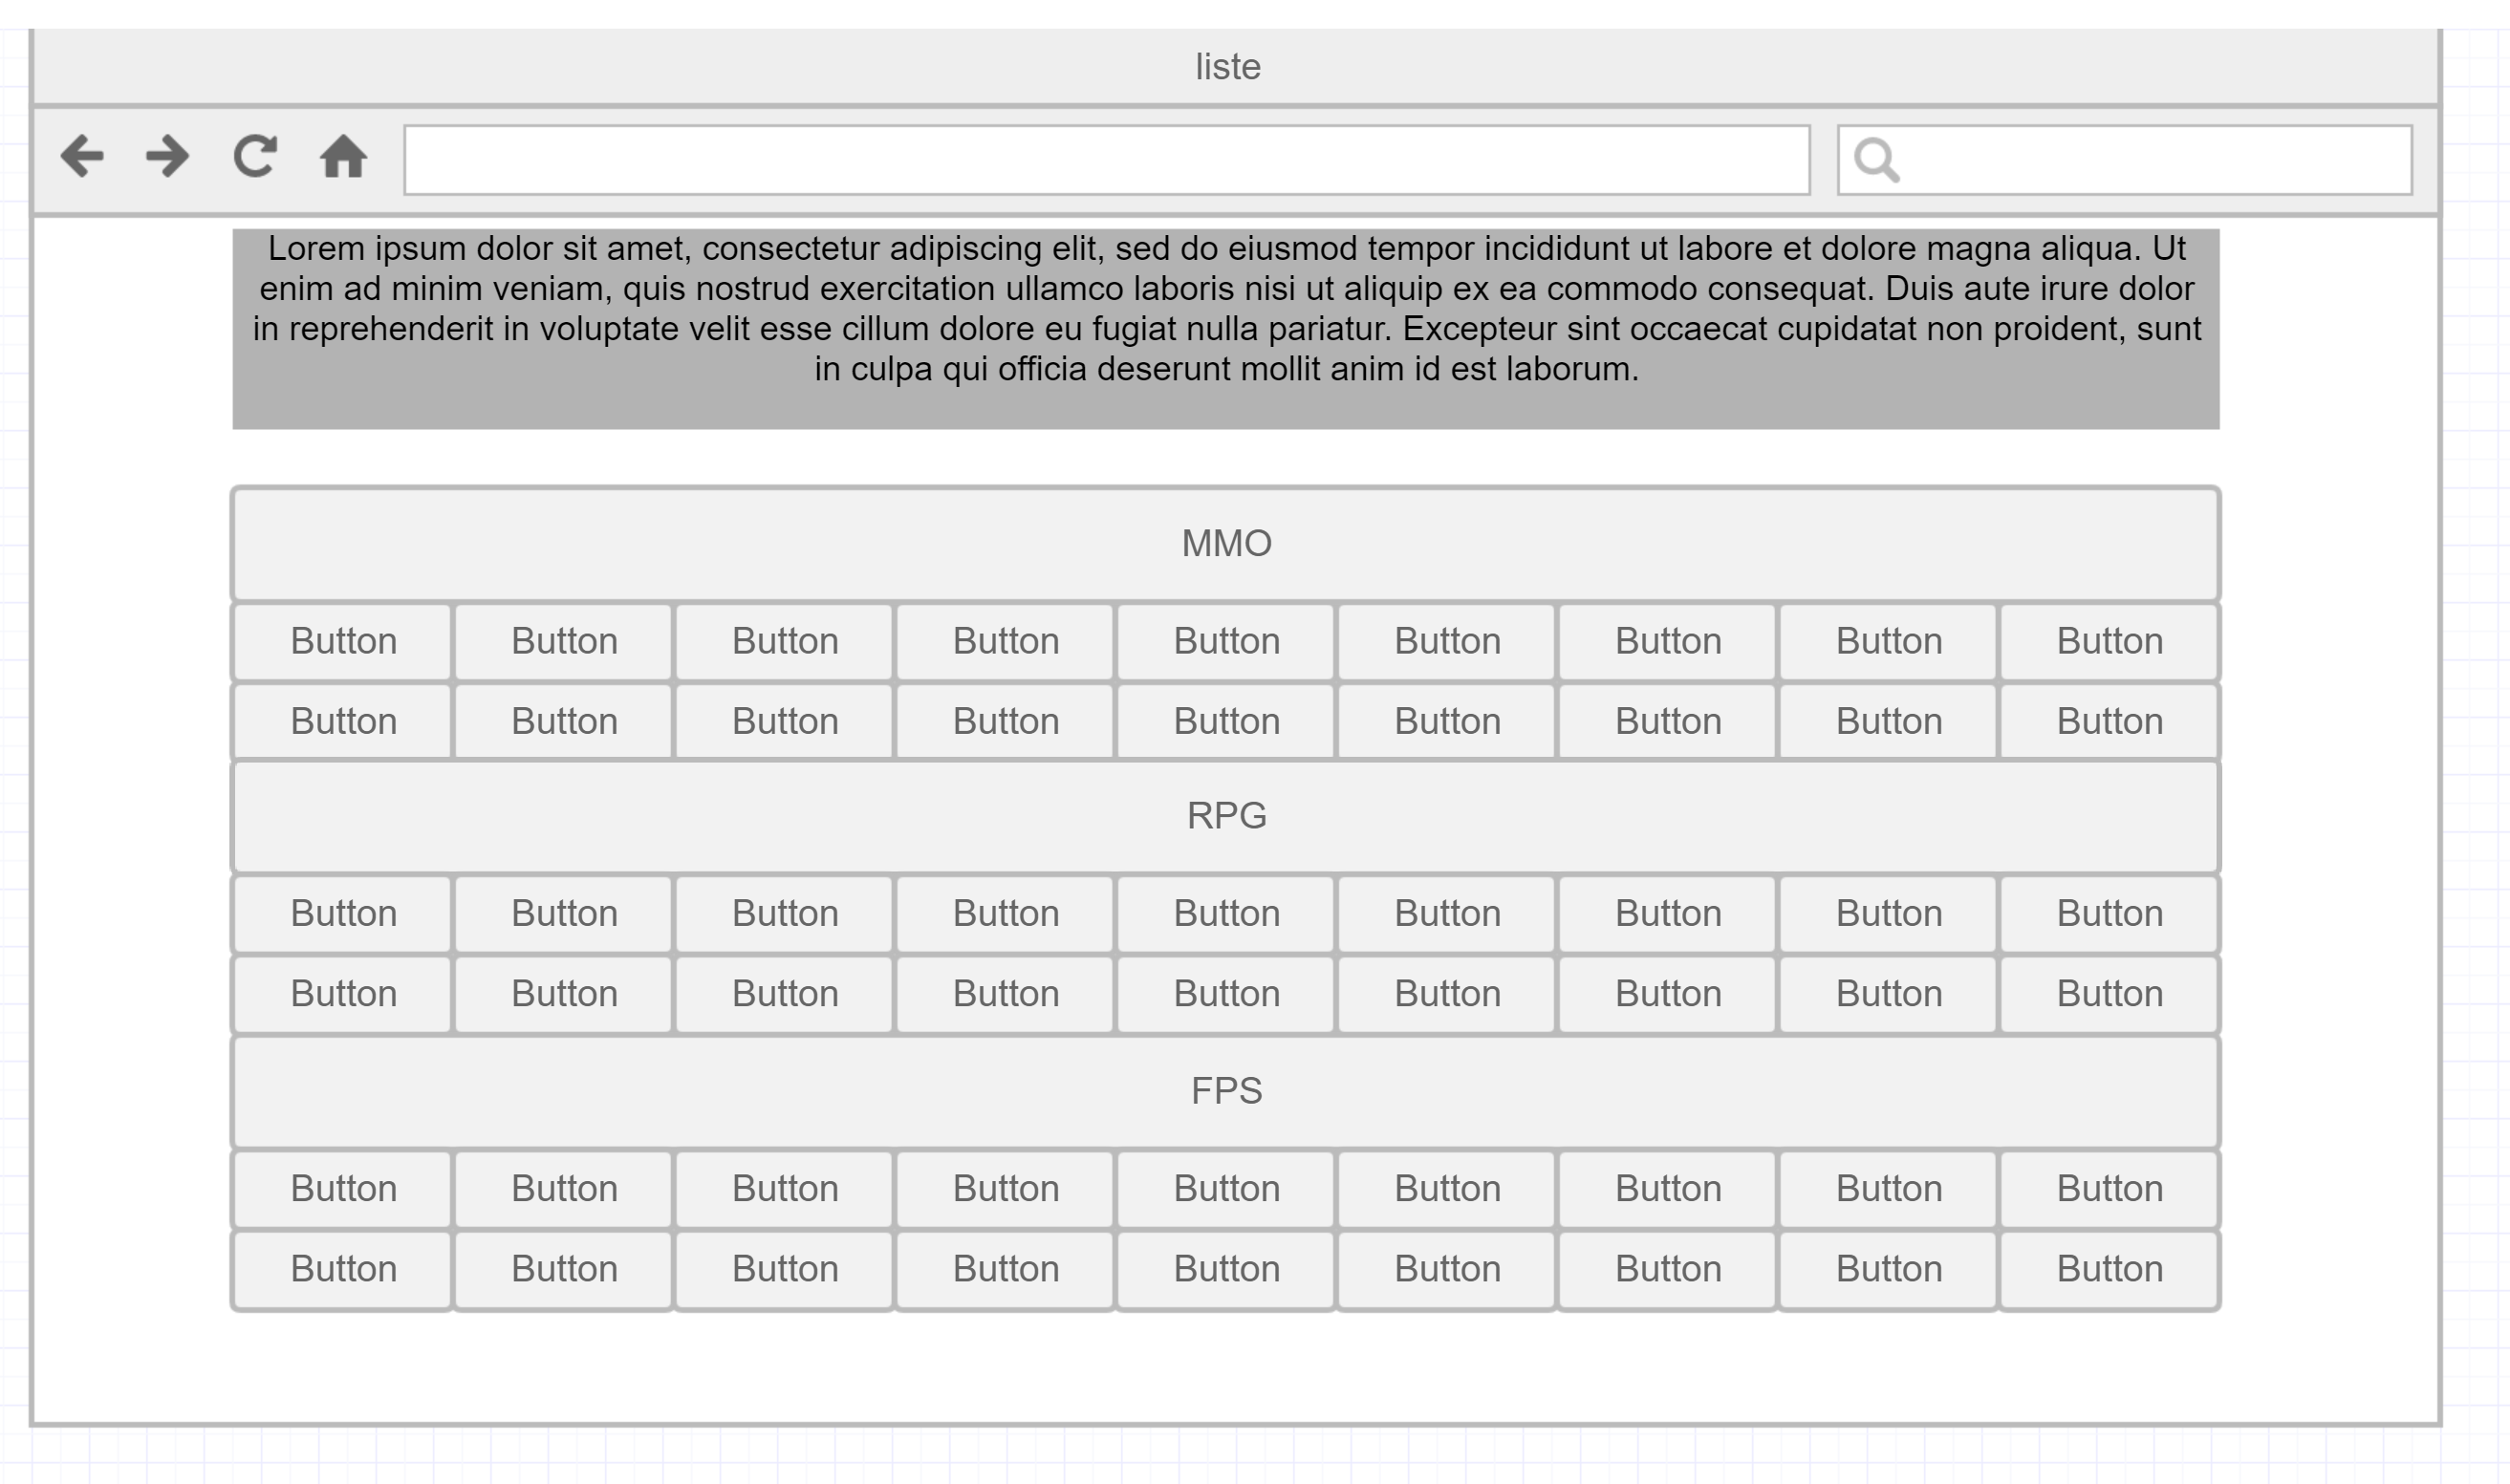 liste
Lorem ipsum dolor sit amet, consectetur adipiscing elit, sed do eiusmod tempor incididunt ut labore et dolore magna aliqua. Ut
enim ad minim veniam, quis nostrud exercitation ullamco laboris nisi ut aliquip ex ea commodo consequat. Duis aute irure dolor
in reprehenderit in voluptate velit esse cillum dolore eu fugiat nulla pariatur. Excepteur sint occaecat cupidatat non proident, sunt
in culpa qui officia deserunt mollit anim id est laborum.
MMO
Button Button Button Button Button Button Button Button Button
Button Button Button Button Button Button Button Button Button
RPG
Button Button Button Button Button Button Button Button Button
Button Button Button Button Button Button Button Button Button
FPS
Button Button Button Button Button Button Button Button Button
Button Button Button Button Button Button Button Button Button